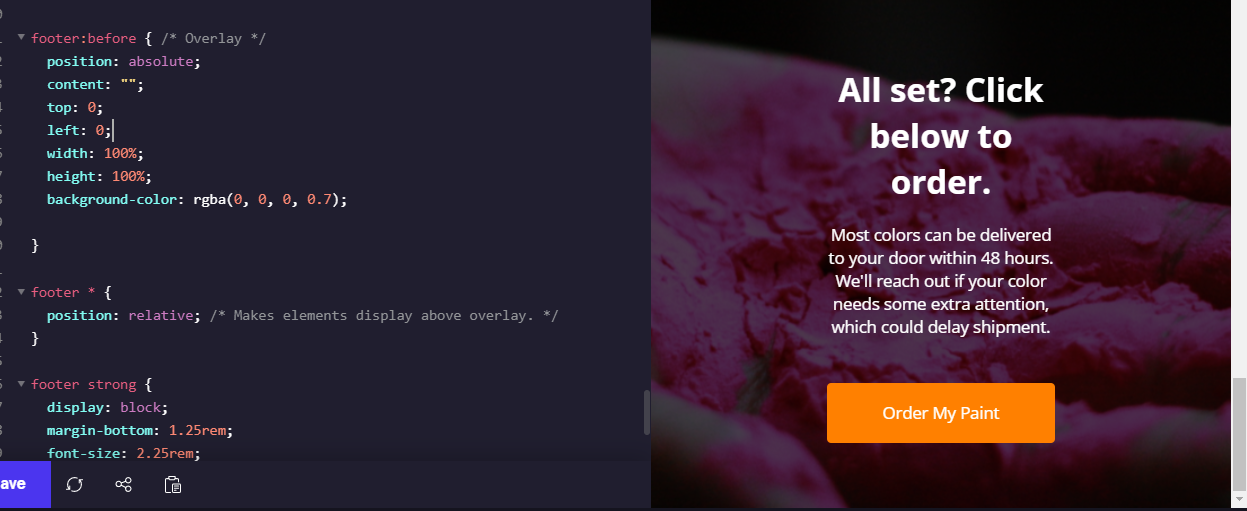 footer:before { /* Overlay */
position: absolute;
content: "";
top: 0;
left: 0;
width: 100%;
height: 100%;
background-color: rgba(0, 0, 0, 0.7);
}
footer * {
position: relative; /* Makes elements display above overlay. */
}
footer strong {
display: block;
margin-bottom: 1.25rem;
font-size: 2.25rem;
ave
All set? Click
below to
order.
Most colors can be delivered
to your door within 48 hours.
We'll reach out if your color
needs some extra attention,
which could delay shipment.
Order My Paint